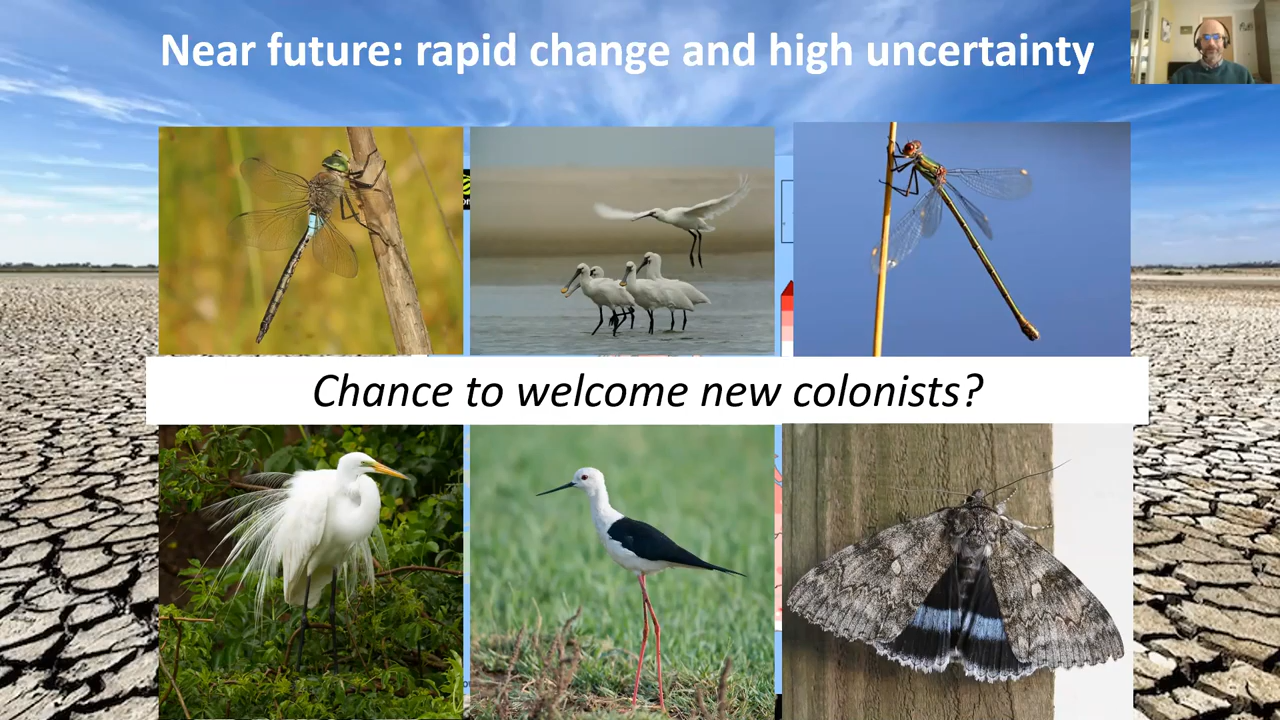 Near future: rapid change and high uncertainty
Chance to welcome new colonists?